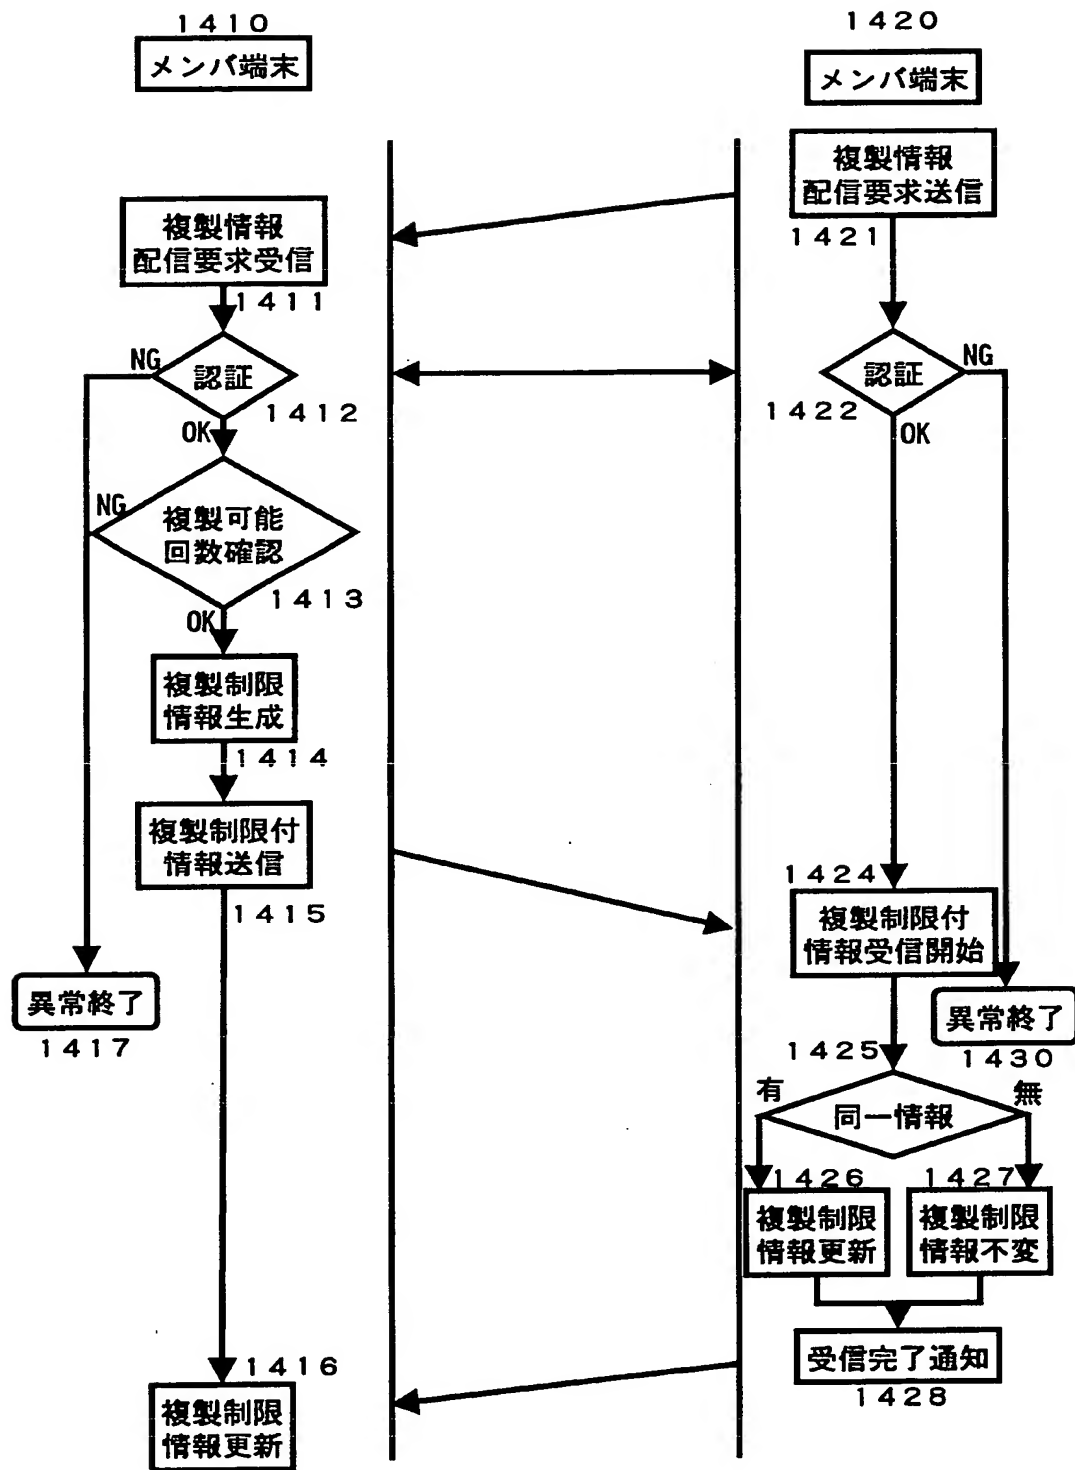 1410
メンバ端末
1420
メンバ端末
複製情報
配信要求送信
1421
複製情報
配信要求受信
1411
NG
認証
1412
OK
NG
認証
1422
OK
NG
複製可能
回数確認
1413
OK
複製制限
情報生成
1414
複製制限付
情報送信
1415
1424
複製制限付
情報受信開始
異常終了
1417
異常終了
1430
1425
有
同一情報
無
1426
複製制限
情報更新
1427
複製制限
情報不変
受信完了通知
1428
1416
複製制限
情報更新